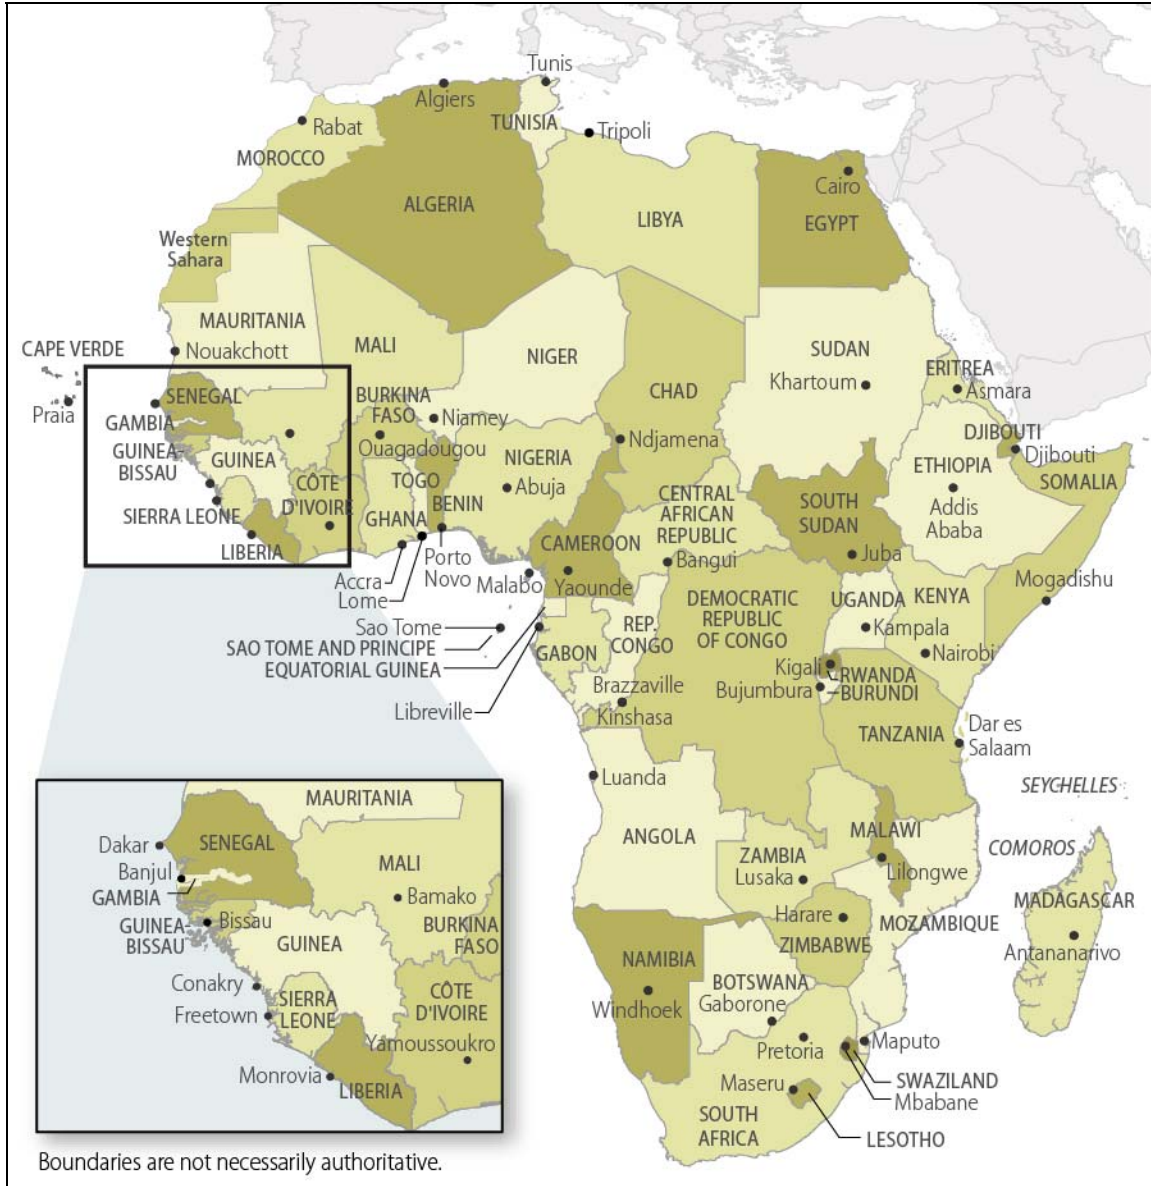 Tunis
Algiers
TUNISIA
Rabat
Tripoli
MOROCCO
Cairo
ALGERIA
LIBYA
EGYPT
Western
Sahara
MAURITANIA
Nouakchott
CAPE VERDE
MALI
NIGER
SUDAN
Khartoum
ERITREA
Asmara
CHAD
Praia
SENEGAL
GAMBIA
BURKINA
FASO
Niamey
Ouagadougou
Ndjamena
DJIBOUTI
Djibouti
GUINEA-
BISSAU
GUINEA
NIGERIA
Abuja
TOGO
BENIN
ETHIOPIA
Addis
Ababa
SOMALIA
CÔTE
D'IVOIRE
GHANA
CENTRAL
AFRICAN
REPUBLIC
SOUTH
SUDAN
SIERRA LEONE
LIBERIA
CAMEROON
Bangui
Juba
Accra
Lome
Porto
Novo
Malabo
Yaounde
Mogadishu
DEMOCRATIC
REPUBLIC
OF CONGO
UGANDA
KENYA
Kampala
Sao Tome
SAO TOME AND PRINCIPE
EQUATORIAL GUINEA
REP.
CONGO
GABON
Nairobi
Kigali
RWANDA
Bujumbura
BURUNDI
Libreville
Brazzaville
Kinshasa
TANZANIA
Dar es
Salaam
Luanda
SEYCHELLES
ANGOLA
MALAWI
COMOROS
ZAMBIA
Lusaka
Lilongwe
MADAGASCAR
Harare
MOZAMBIQUE
ZIMBABWE
Antananarivo
NAMIBIA
Windhoek
BOTSWANA
Gaborone
Pretoria
Maputo
SWAZILAND
Mbabane
Maseru
SOUTH
AFRICA
LESOTHO
MAURITANIA
Dakar
SENEGAL
MALI
Banjul
GAMBIA
Bamako
GUINEA-
BISSAU
Bissau
GUINEA
BURKINA
FASO
Conakry
Freetown
SIERRA
LEONE
CÔTE
D'IVOIRE
Yamoussoukro
Monrovia
LIBERIA
Boundaries are not necessarily authoritative.